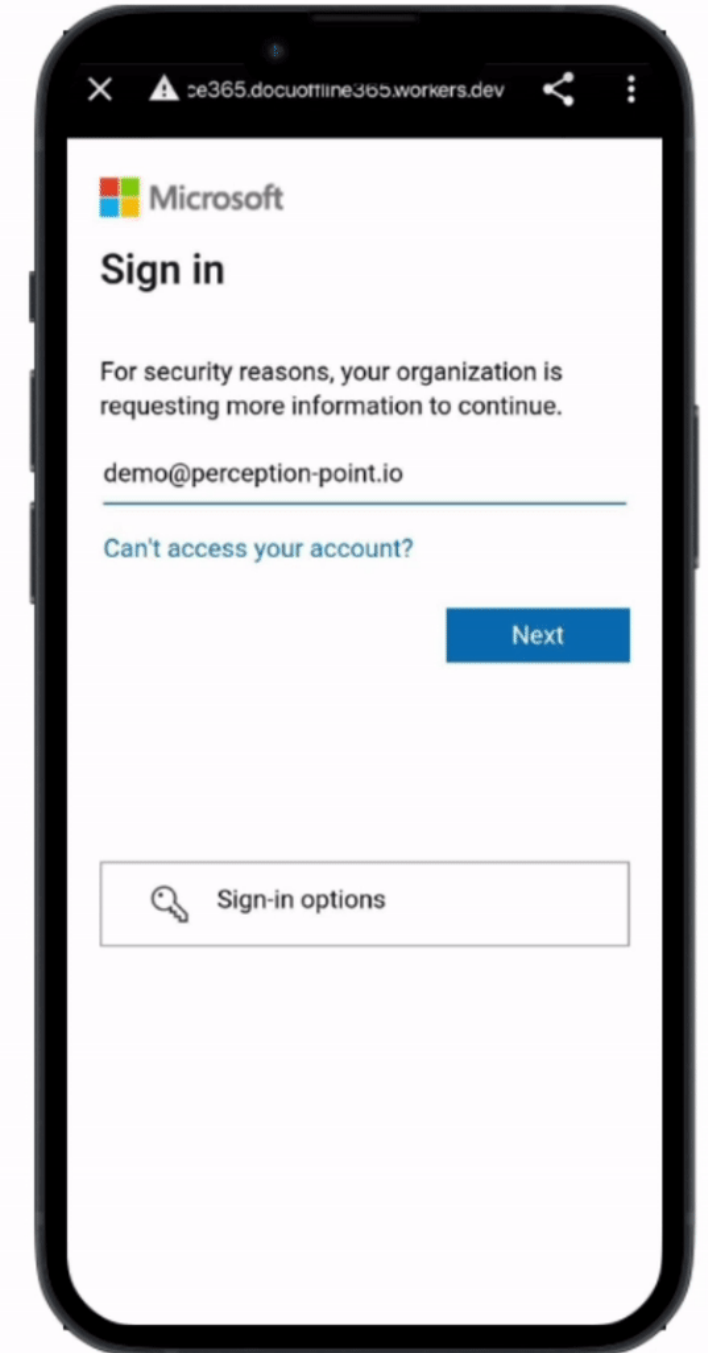 ce365.docuoffline365.workers.dev
Microsoft
Sign in
For security reasons, your organization is
requesting more information to continue.
demo@perception-point.io
Can't access your account?
Next
Sign-in options